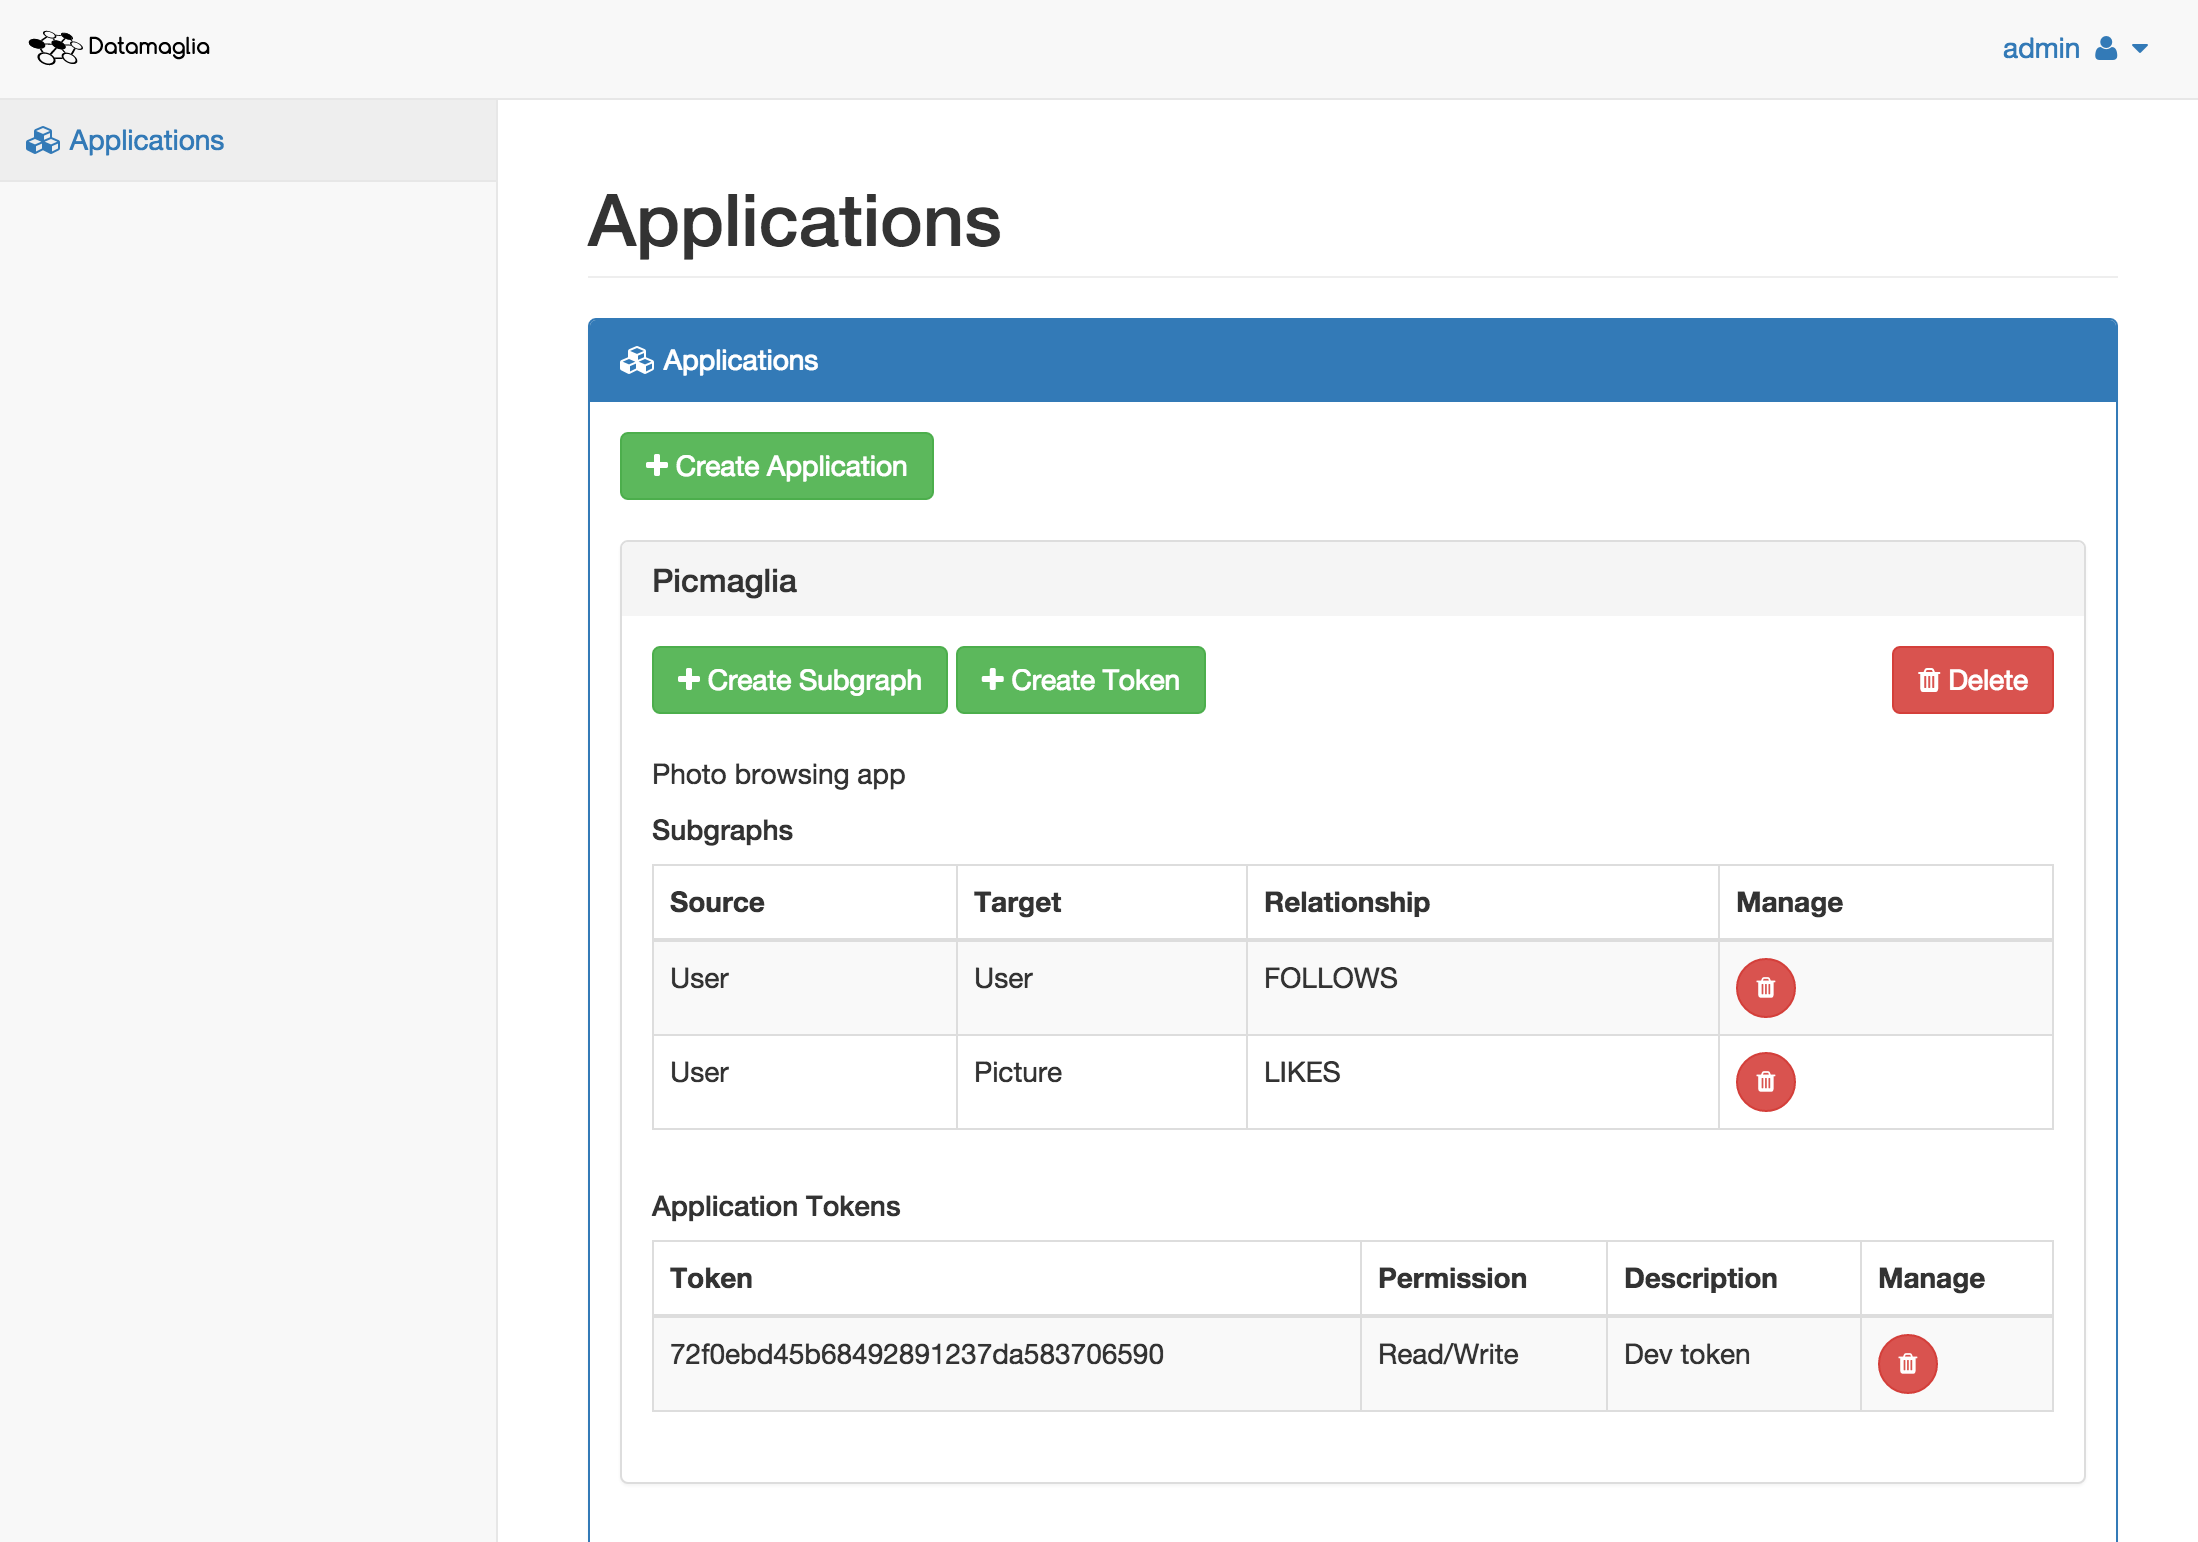 Datamaglia
admin
Applications
Applications
Applications
Create Application
Picmaglia
Create Subgraph Create Token Delete
Photo browsing app
Subgraphs
Source Target Relationship Manage
User User FOLLOWS
User Picture LIKES
Application Tokens
Token Permission Description Manage
72f0ebd45b68492891237da583706590 Read/Write Dev token